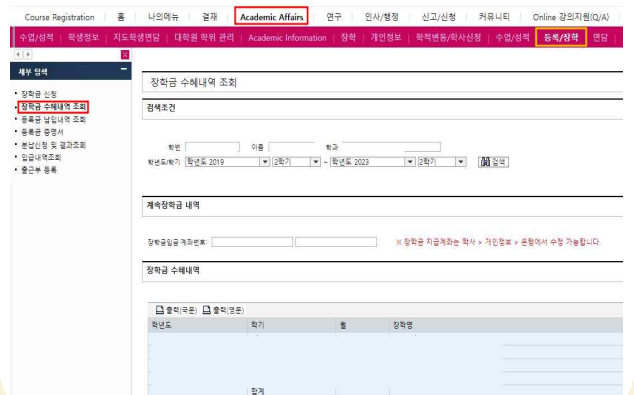 Course Registration 홈 나의메뉴 결재 Academic Affairs 연구 인사/행정 신고/신청 커뮤니티 Online 강의지원(Q/A)
수업/성적 학생정보 지도학생면담 대학원 학위 관리 Academic Information 장학 개인정보 학적변동/학사신청 수업/성적 등록/장학 면담
세부 탐색
장학금 신청
장학금 수혜내역 조회
등록금 납입내역 조회
등록금 증명서
분납신청 및 결과조회
입금내역조회
출근부 등록
장학금 수혜내역 조회
검색조건
학번 이름 학과
학년도/학기 학년도 2019 2학기 ~ 학년도 2023 2학기 검색
계속장학금 내역
장학금입금 계좌번호: ※ 장학금 지급계좌는 학사 > 개인정보 > 은행에서 수정 가능합니다.
장학금 수혜내역
출력(국문) 출력(영문)
학년도 학기 월 장학명
합계